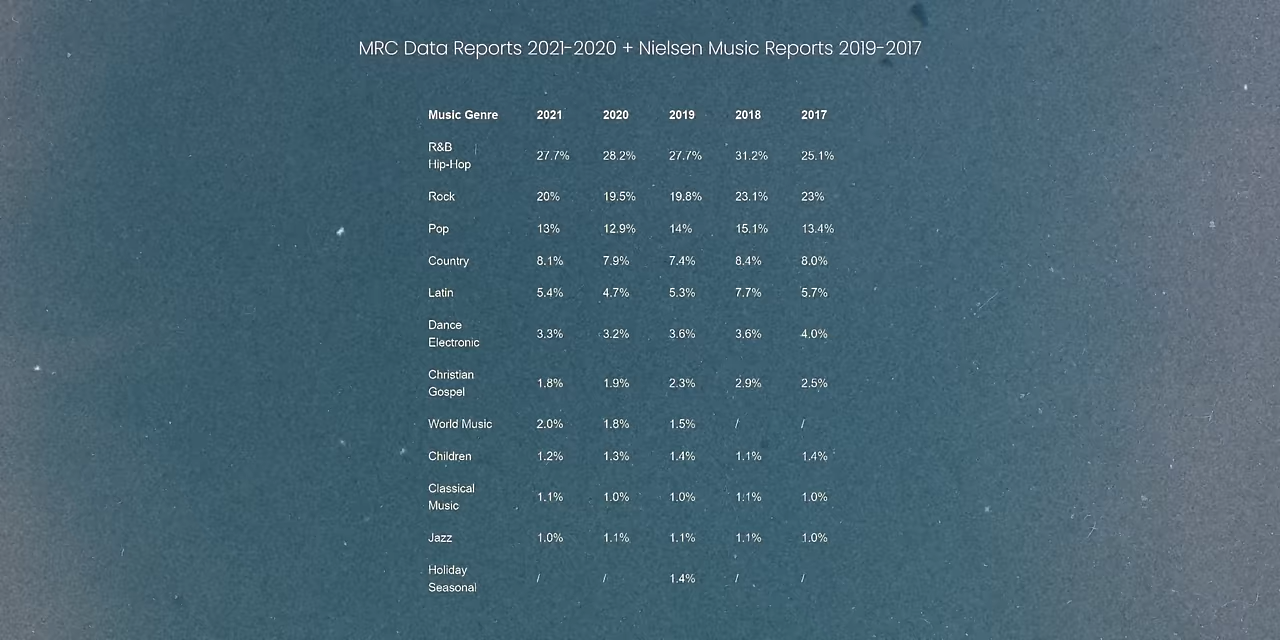 MRC Data Reports 2021-2020 + Nielsen Music Reports 2019-2017
Music Genre 2021 2020 2019 2018 2017
R&B
Hip-Hop 27.7% 28.2% 27.7% 31.2% 25.1%
Rock 20% 19.5% 19.8% 23.1% 23%
Pop 13% 12.9% 14% 15.1% 13.4%
Country 8.1% 7.9% 7.4% 8.4% 8.0%
Latin 5.4% 4.7% 5.3% 7.7% 5.7%
Dance
Electronic 3.3% 3.2% 3.6% 3.6% 4.0%
Christian
Gospel 1.8% 1.9% 2.3% 2.9% 2.5%
World Music 2.0% 1.8% 1.5% / /
Children 1.2% 1.3% 1.4% 1.1% 1.4%
Classical
Music 1.1% 1.0% 1.0% 1.1% 1.0%
Jazz 1.0% 1.1% 1.1% 1.1% 1.0%
Holiday
Seasonal / / 1.4% / /